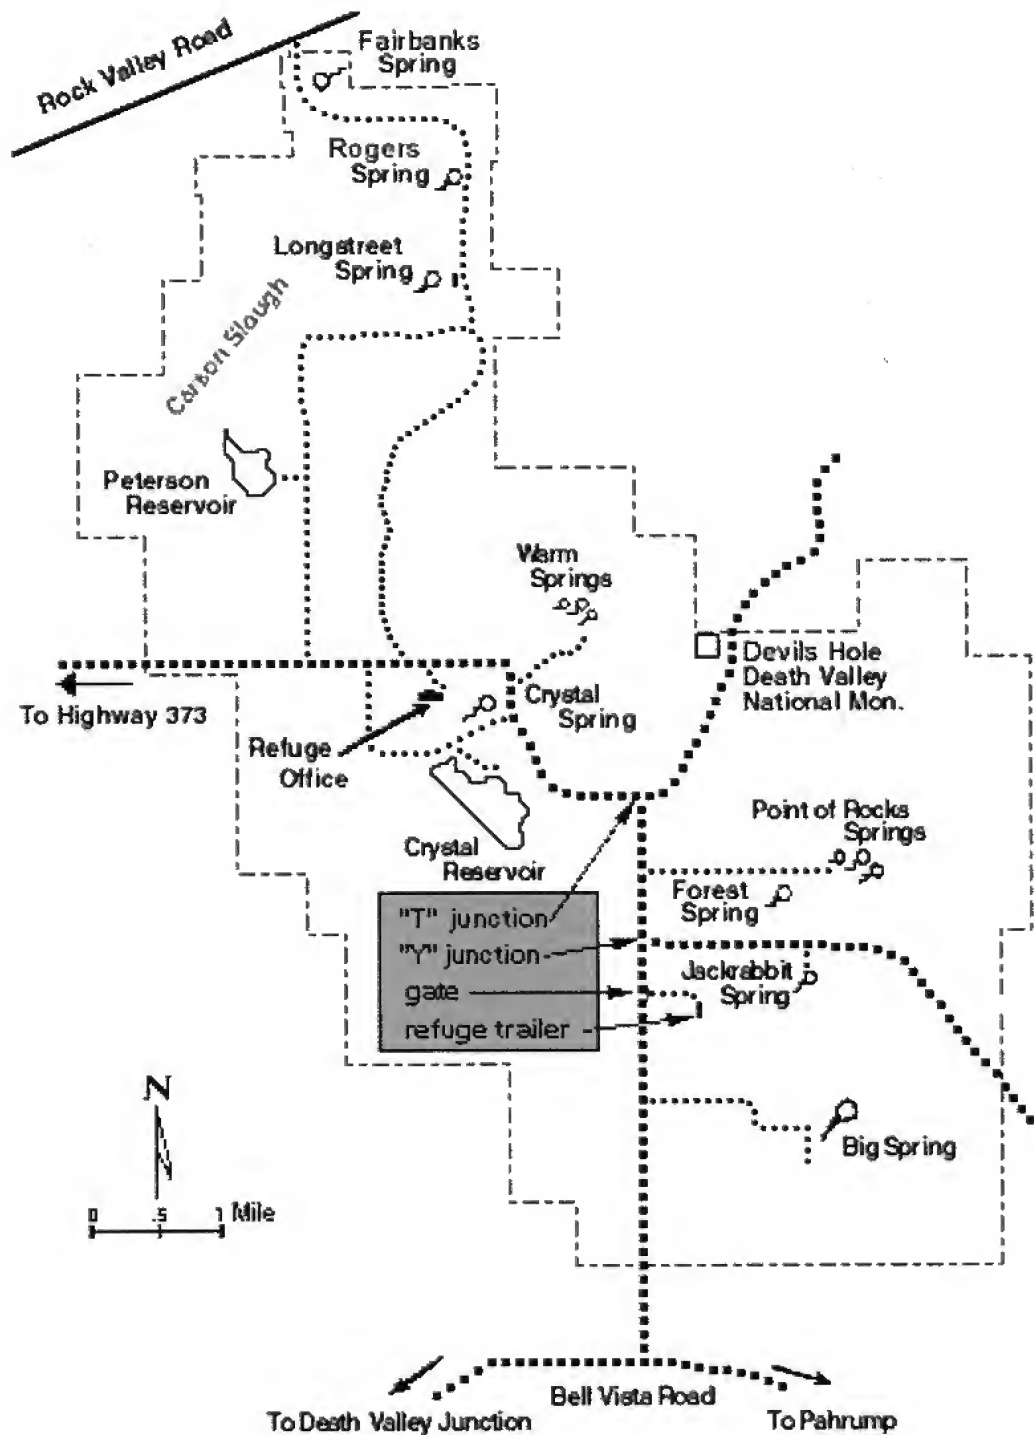 Rock Valley Road
Fairbanks
Spring
Rogers
Spring
Longstreet
Spring
Carson Slough
Peterson
Reservoir
Warm
Springs
Devils Hole
Death Valley
National Mon.
To Highway 373
Crystal
Spring
Refuge
Office
Crystal
Reservoir
Point of Rocks
Springs
Forest
Spring
"T" junction
"Y" junction
gate
refuge trailer
Jackrabbit
Spring
Big Spring
N
0 .5 1 Mile
Bell Vista Road
To Death Valley Junction
To Pahrump